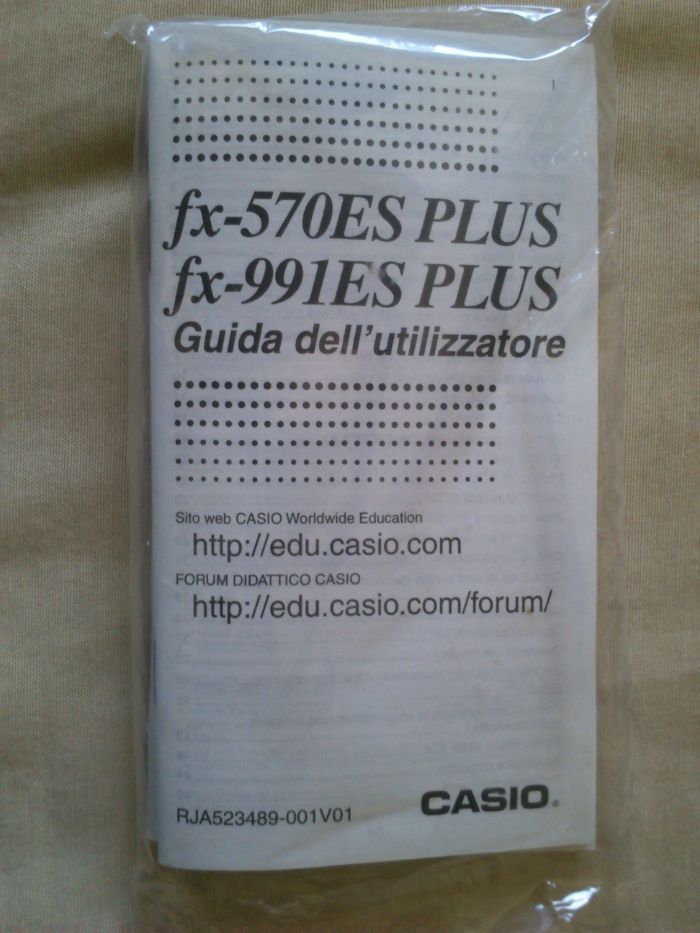 I
fx-570ES PLUS
fx-991ES PLUS
Guida dell'utilizzatore
Sito web CASIO Worldwide Education
http://edu.casio.com
FORUM DIDATTICO CASIO
http://edu.casio.com/forum/
RJA523489-001V01
CASIO®